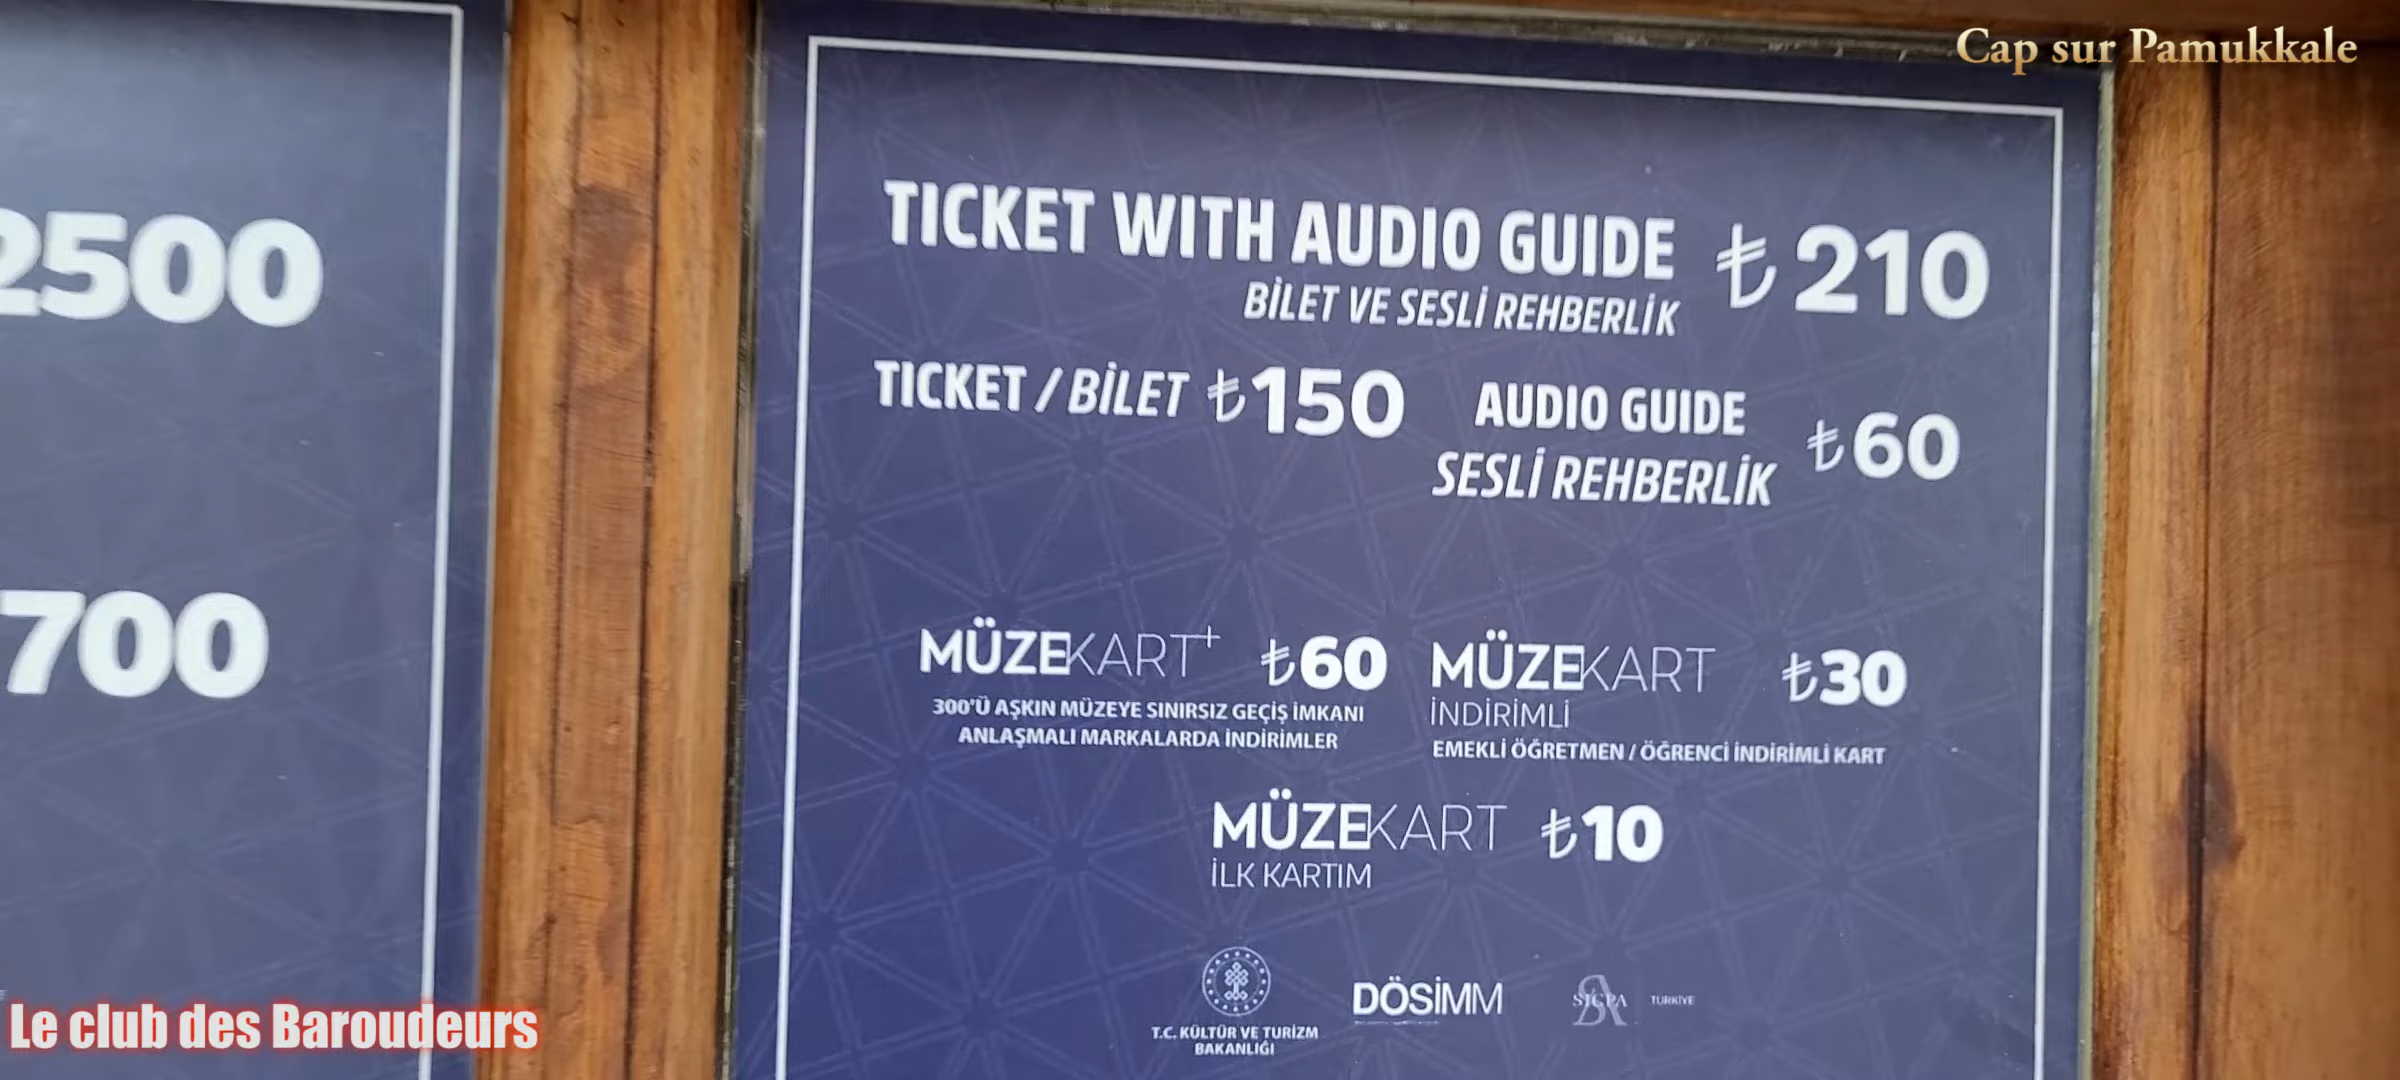 Cap sur Pamukkale
2500
700
TICKET WITH AUDIO GUIDE ₺210
BİLET VE SESLİ REHBERLİK
TICKET / BİLET ₺150
AUDIO GUIDE ₺60
SESLİ REHBERLİK
MÜZEKART+ ₺60
300'Ü AŞKIN MÜZEYE SINIRSIZ GEÇİŞ İMKANI
ANLAŞMALI MARKALARDA İNDİRİMLER
MÜZEKART ₺30
İNDİRİMLİ
EMEKLİ ÖĞRETMEN / ÖĞRENCİ İNDİRİMLİ KART
MÜZEKART ₺10
İLK KARTIM
T.C. KÜLTÜR VE TURİZM
BAKANLIĞI
DÖSİMM
SICPA TÜRKİYE
Le club des Baroudeurs